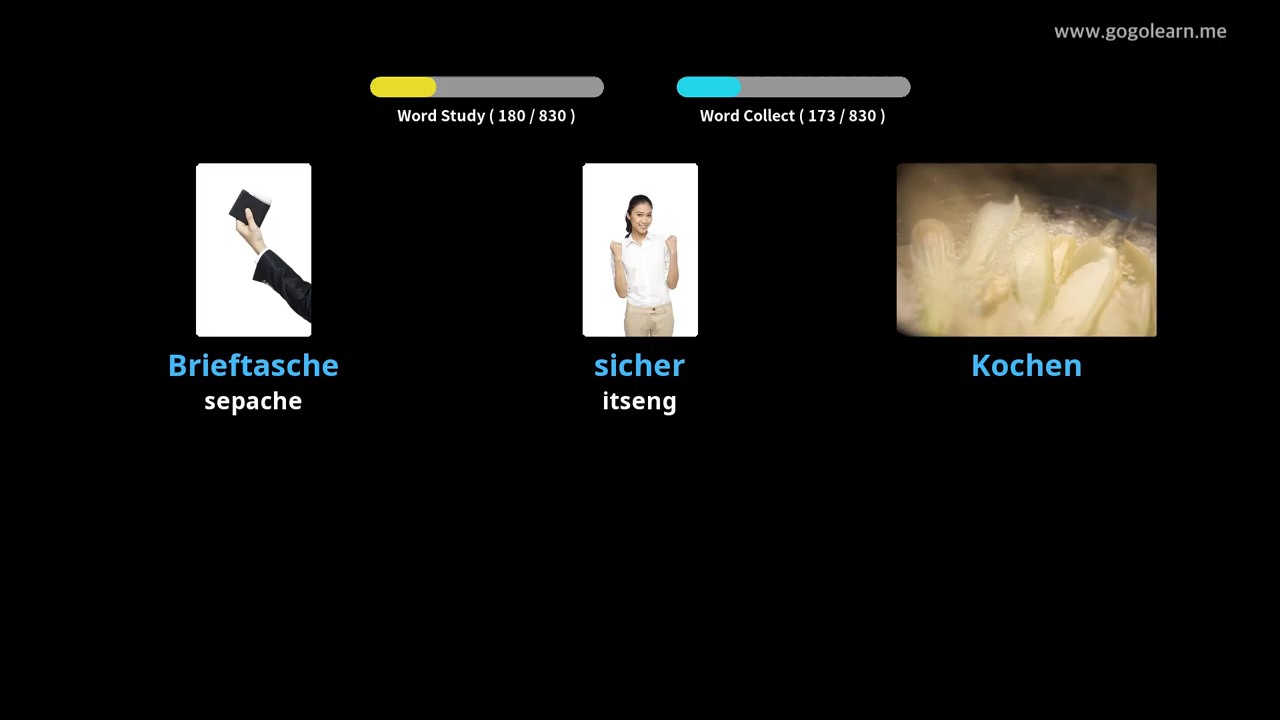 www.gogolearn.me
Word Study ( 180 / 830 )
Word Collect ( 173 / 830 )
Brieftasche
sepache
sicher
itseng
Kochen